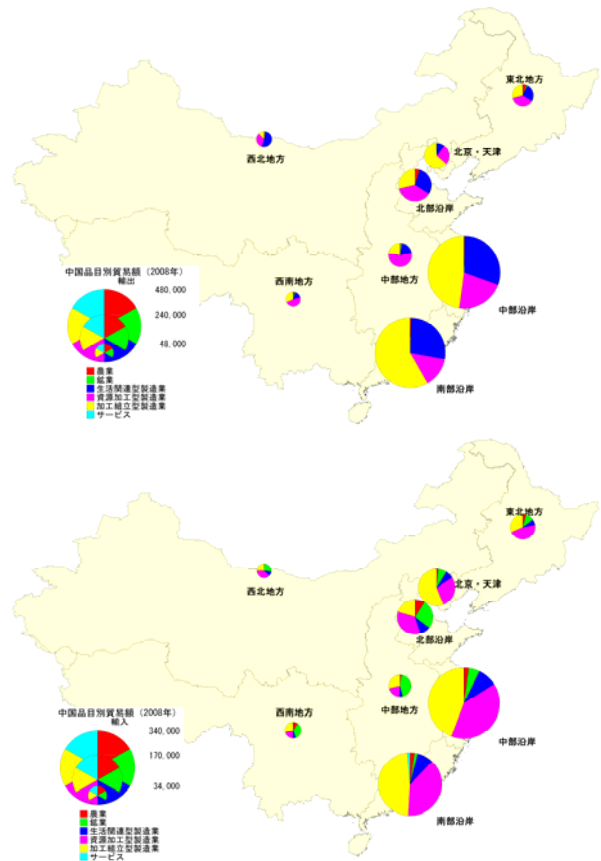 東北地方
北京・天津
西北地方
北部沿岸
中部地方
西南地方
中部沿岸
南部沿岸
中国品目別貿易額（2008年）
輸出
480,000
240,000
48,000
農業
鉱業
生活関連型製造業
資源加工型製造業
加工組立型製造業
サービス
東北地方
北京・天津
西北地方
北部沿岸
中部地方
西南地方
中部沿岸
南部沿岸
中国品目別貿易額（2008年）
輸入
340,000
170,000
34,000
農業
鉱業
生活関連型製造業
資源加工型製造業
加工組立型製造業
サービス